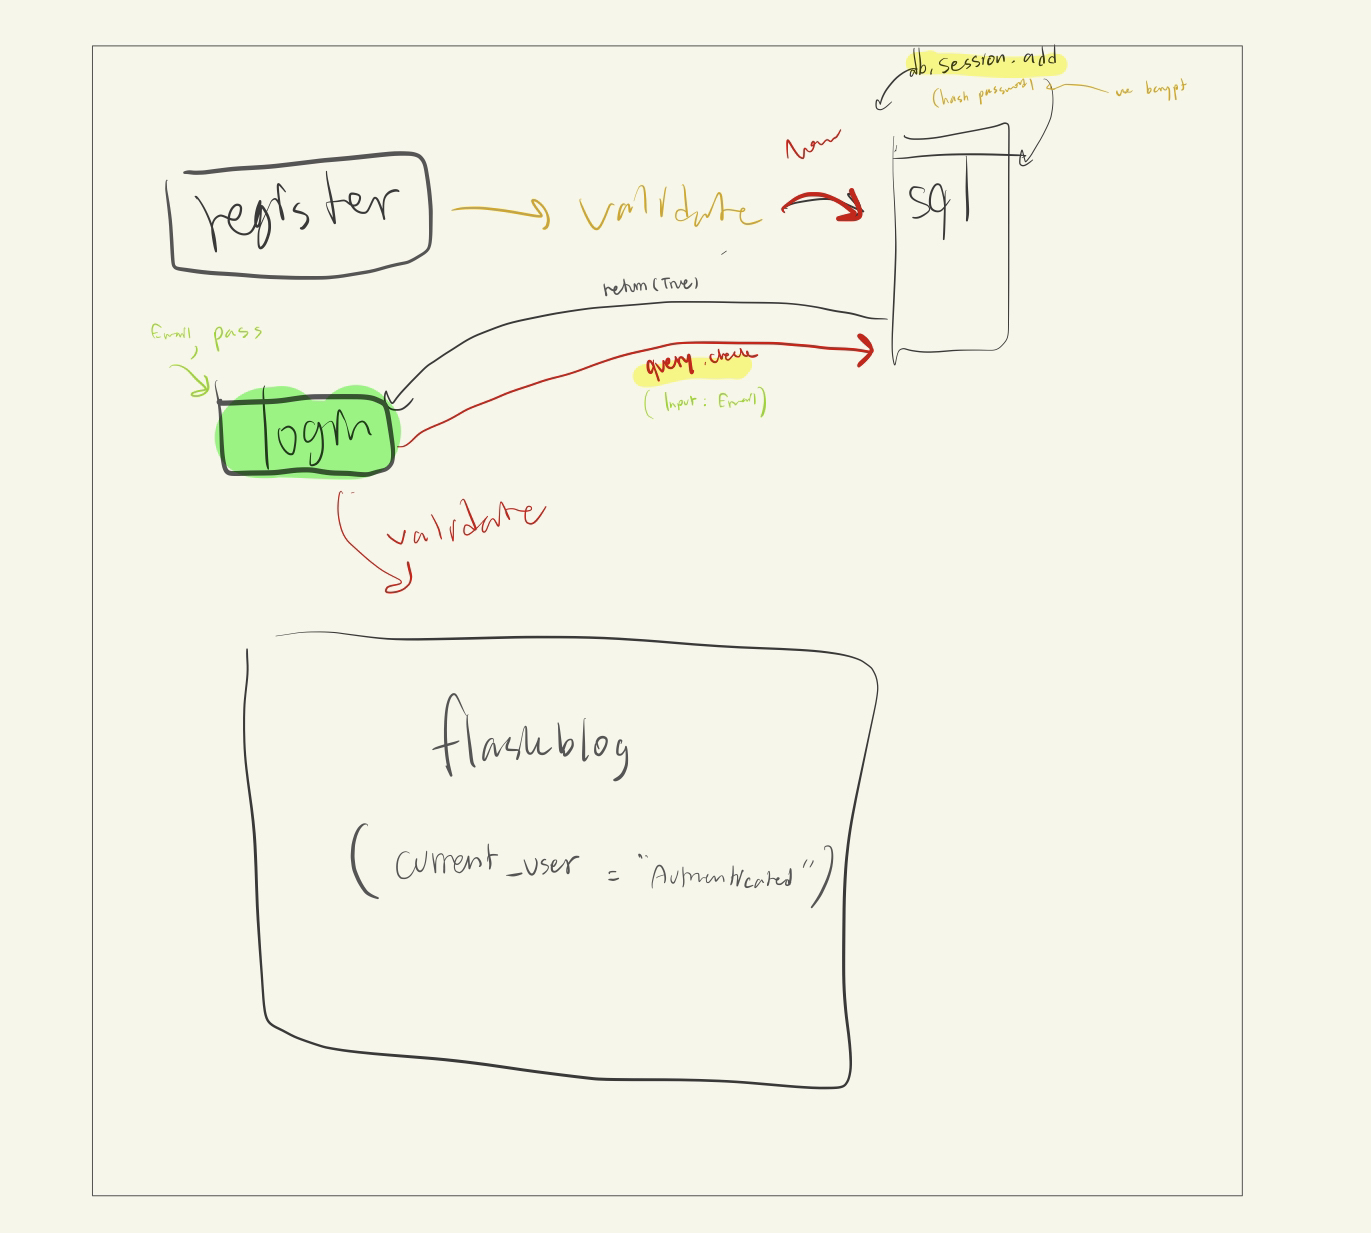 db.session.add
(hash password)
use bcrypt
New
register
validate
sql
return(True)
Email, pass
query.check
(Input: Email)
login
validate
flaskblog
(current_user = "Authenticated")